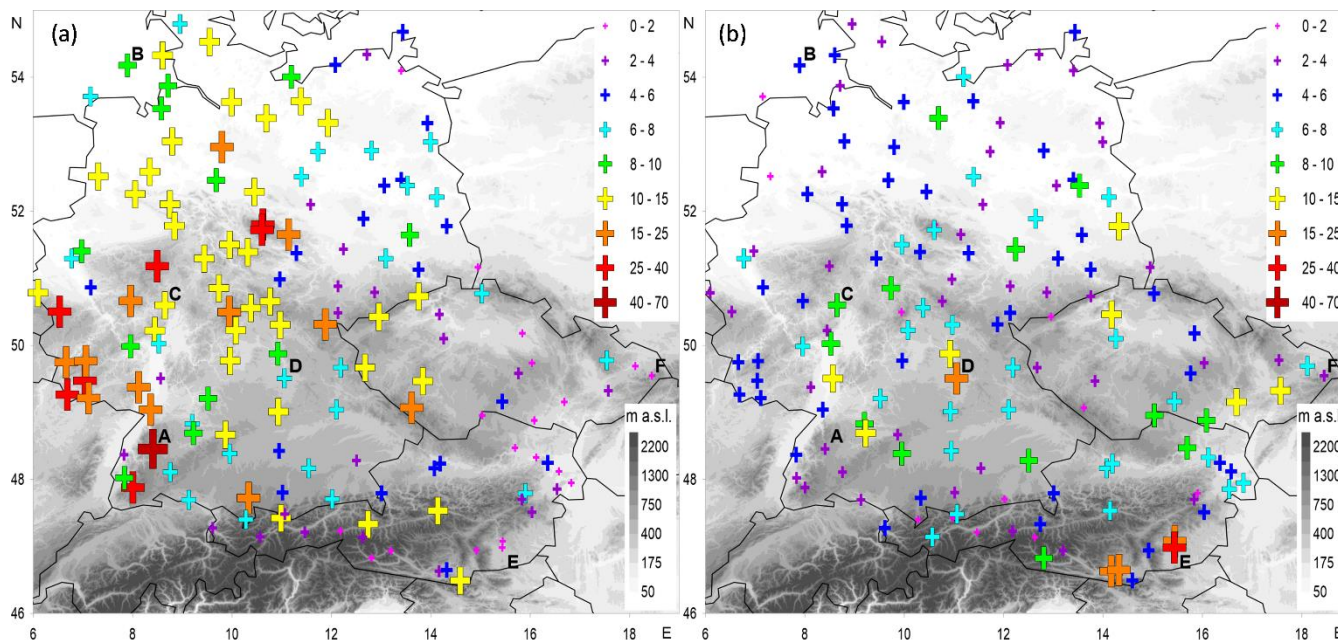 N (a)
54
52
50
48
46
6 8 10 12 14 16 18 E
B
C
D
A
E
F
0 - 2
2 - 4
4 - 6
6 - 8
8 - 10
10 - 15
15 - 25
25 - 40
40 - 70
m a.s.l.
2200
1300
750
400
175
50
N (b)
54
52
50
48
46
6 8 10 12 14 16 18 E
B
C
D
A
E
F
0 - 2
2 - 4
4 - 6
6 - 8
8 - 10
10 - 15
15 - 25
25 - 40
40 - 70
m a.s.l.
2200
1300
750
400
175
50